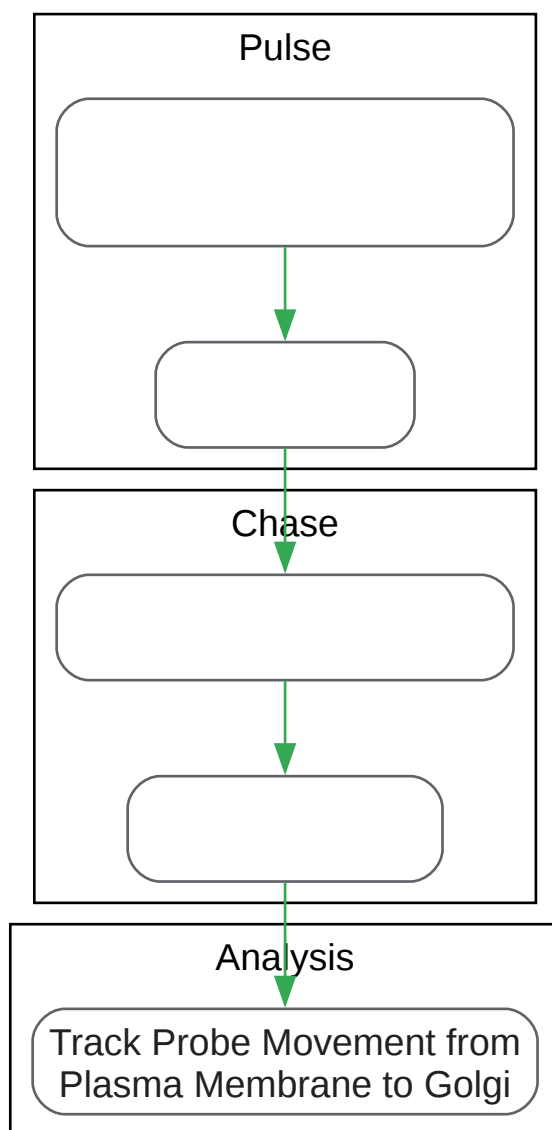 Pulse
Chase
Analysis
Track Probe Movement from
Plasma Membrane to Golgi